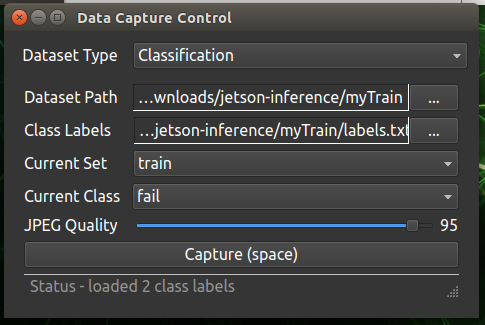 Data Capture Control
Dataset Type Classification
Dataset Path ...wnloads/jetson-inference/myTrain ...
Class Labels ...jetson-inference/myTrain/labels.txt ...
Current Set train
Current Class fail
JPEG Quality 95
Capture (space)
Status - loaded 2 class labels